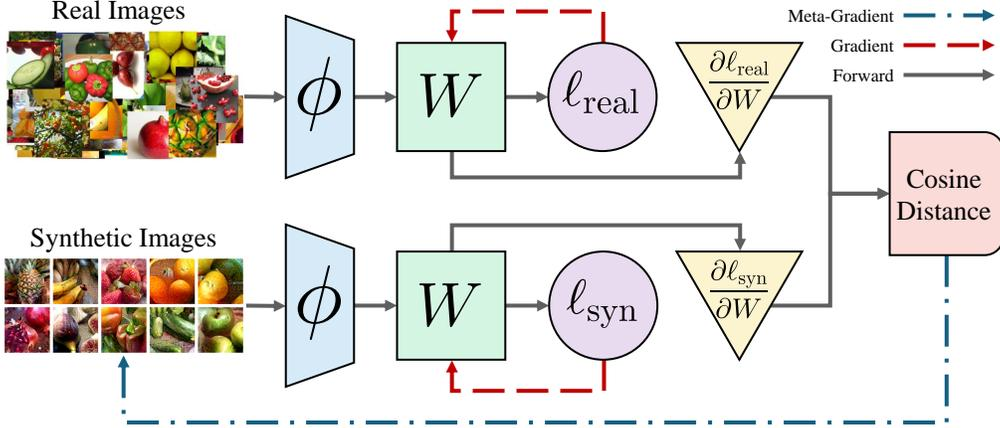 Real Images
Meta-Gradient
Gradient
Forward
ϕ
W
ℓreal
∂ℓreal
∂W
Cosine
Distance
Synthetic Images
ϕ
W
ℓsyn
∂ℓsyn
∂W